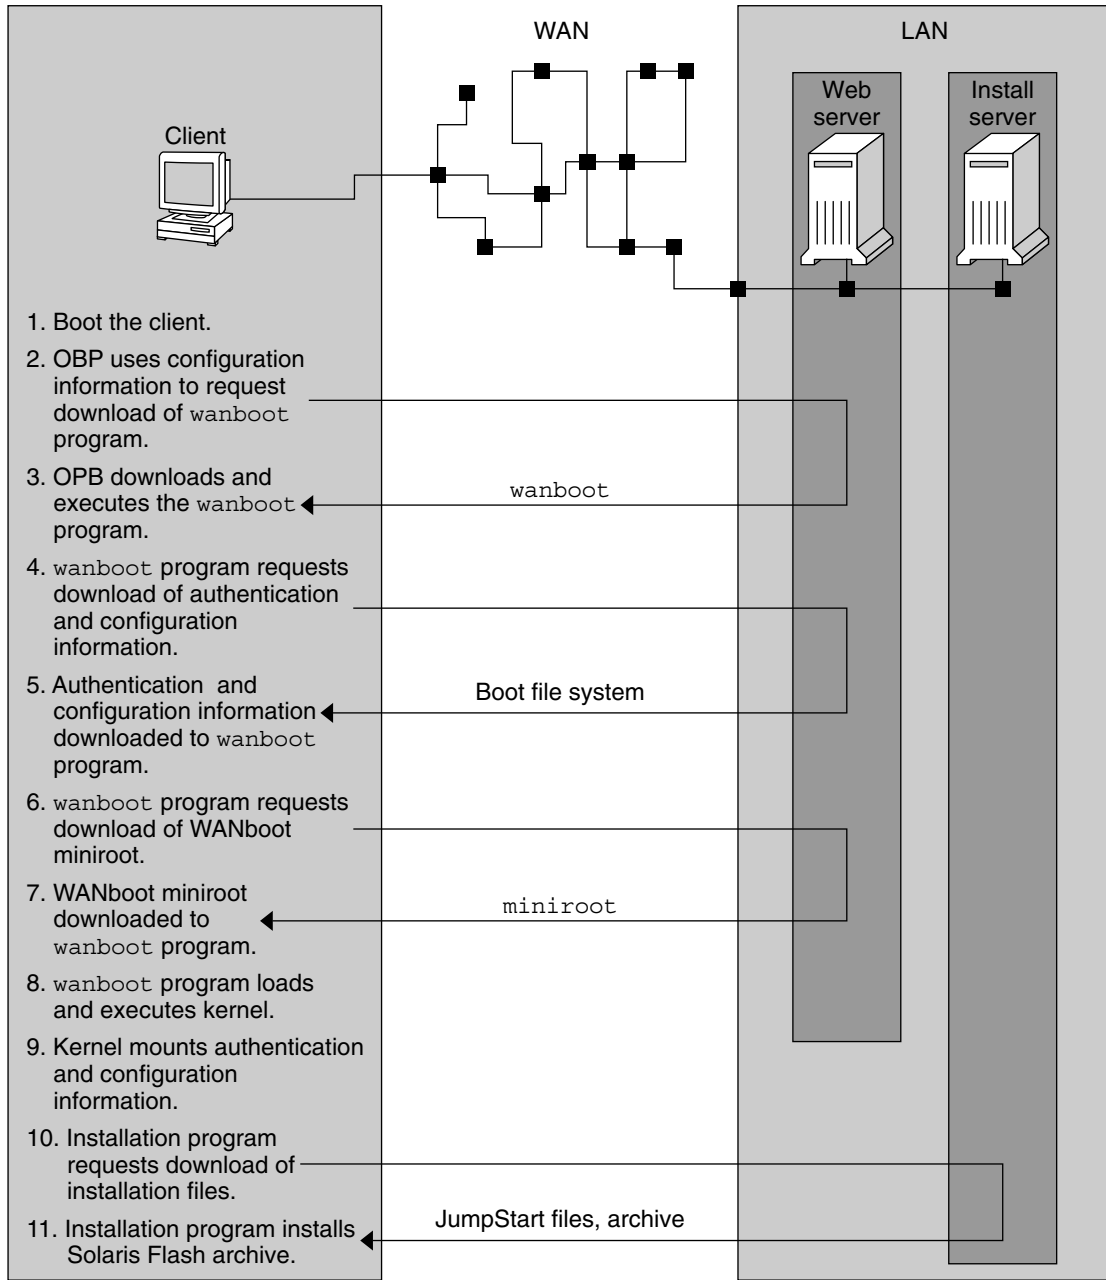 WAN
LAN
Client
Web
server
Install
server
1. Boot the client.
2. OBP uses configuration
information to request
download of wanboot
program.
3. OPB downloads and
executes the wanboot
program.
wanboot
4. wanboot program requests
download of authentication
and configuration
information.
5. Authentication and
configuration information
downloaded to wanboot
program.
Boot file system
6. wanboot program requests
download of WANboot
miniroot.
7. WANboot miniroot
downloaded to
wanboot program.
miniroot
8. wanboot program loads
and executes kernel.
9. Kernel mounts authentication
and configuration
information.
10. Installation program
requests download of
installation files.
11. Installation program installs
Solaris Flash archive.
JumpStart files, archive